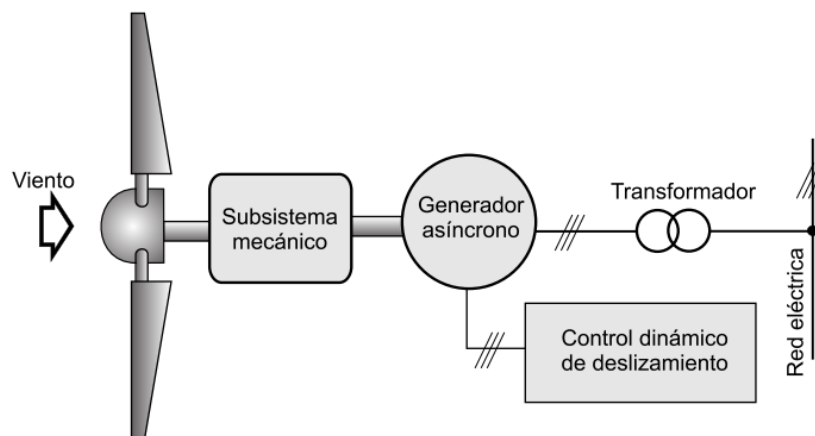 Viento
Subsistema
mecánico
Generador
asíncrono
Transformador
Control dinámico
de deslizamiento
Red eléctrica